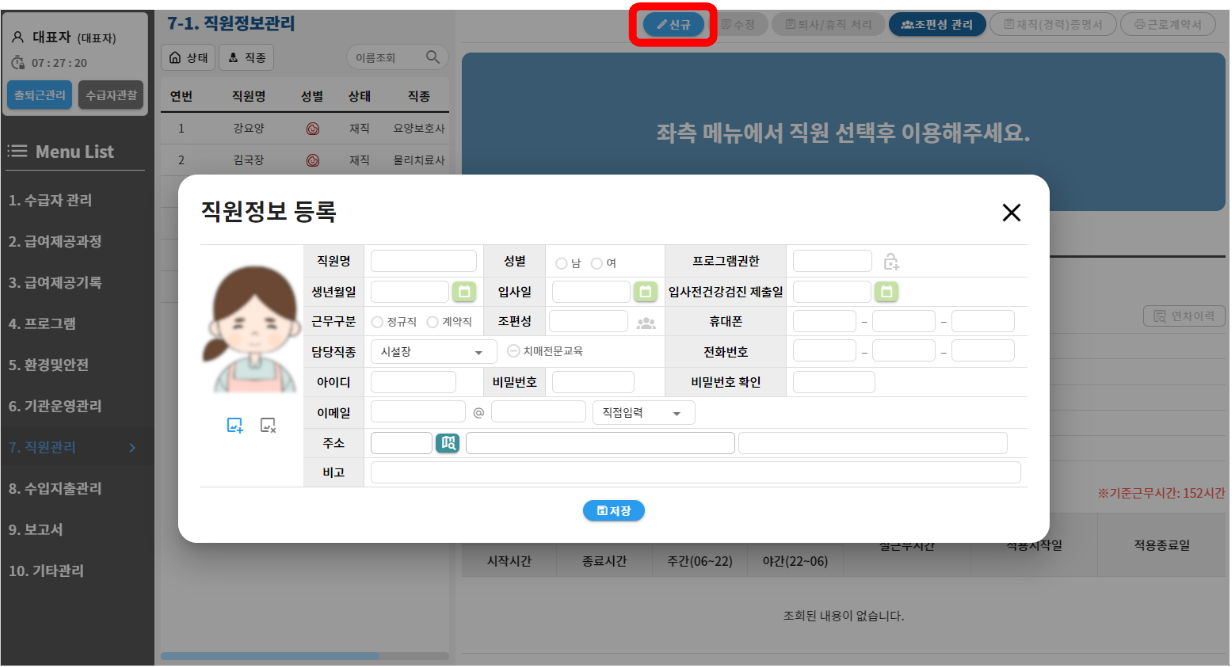 대표자 (대표자)
07:27:20
출퇴근관리 수급자관찰
Menu List
1. 수급자 관리
2. 급여제공과정
3. 급여제공기록
4. 프로그램
5. 환경및안전
6. 기관운영관리
7. 직원관리
8. 수입지출관리
9. 보고서
10. 기타관리
7-1. 직원정보관리
신규 수정 퇴사/휴직 처리 조편성 관리 재직(경력)증명서 근로계약서
상태 직종 이름조회
연번 직원명 성별 상태 직종
1 강요양 여 재직 요양보호사
2 김국장 여 재직 물리치료사
좌측 메뉴에서 직원 선택후 이용해주세요.
직원정보 등록
직원명 성별 남 여 프로그램권한
생년월일 입사일 입사전건강검진 제출일
근무구분 정규직 계약직 조편성 휴대폰 - -
담당직종 시설장 치매전문교육 전화번호 - -
아이디 비밀번호 비밀번호 확인
이메일 @ 직접입력
주소
비고
저장
연차이력
※기준근무시간: 152시간
실근무시간 적용시작일 적용종료일
시작시간 종료시간 주간(06~22) 야간(22~06)
조회된 내용이 없습니다.